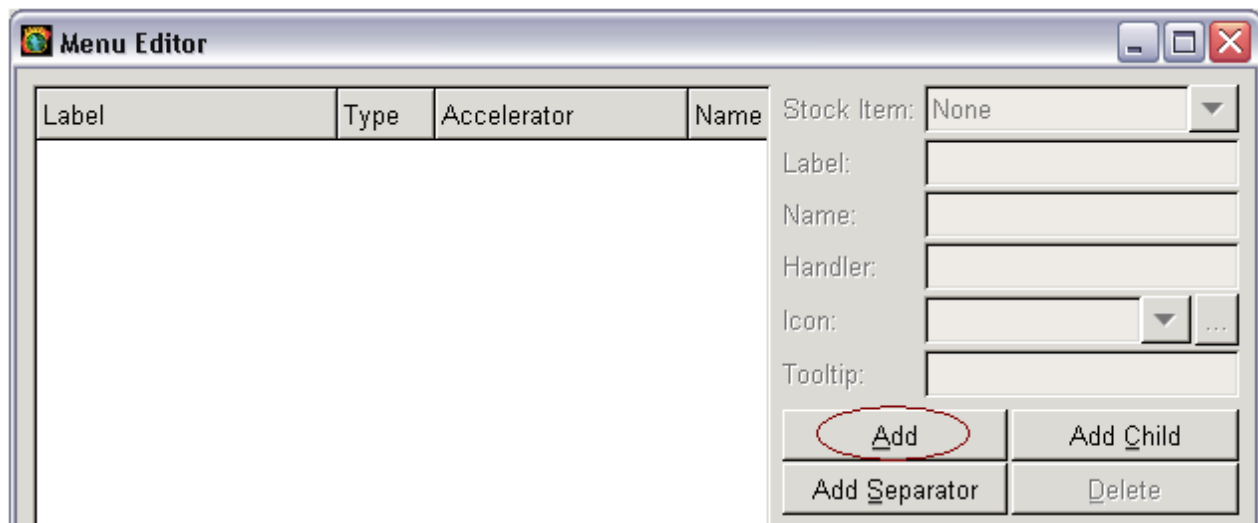 Menu Editor
Label Type Accelerator Name
Stock Item: None
Label:
Name:
Handler:
Icon: ...
Tooltip:
Add Add Child
Add Separator Delete